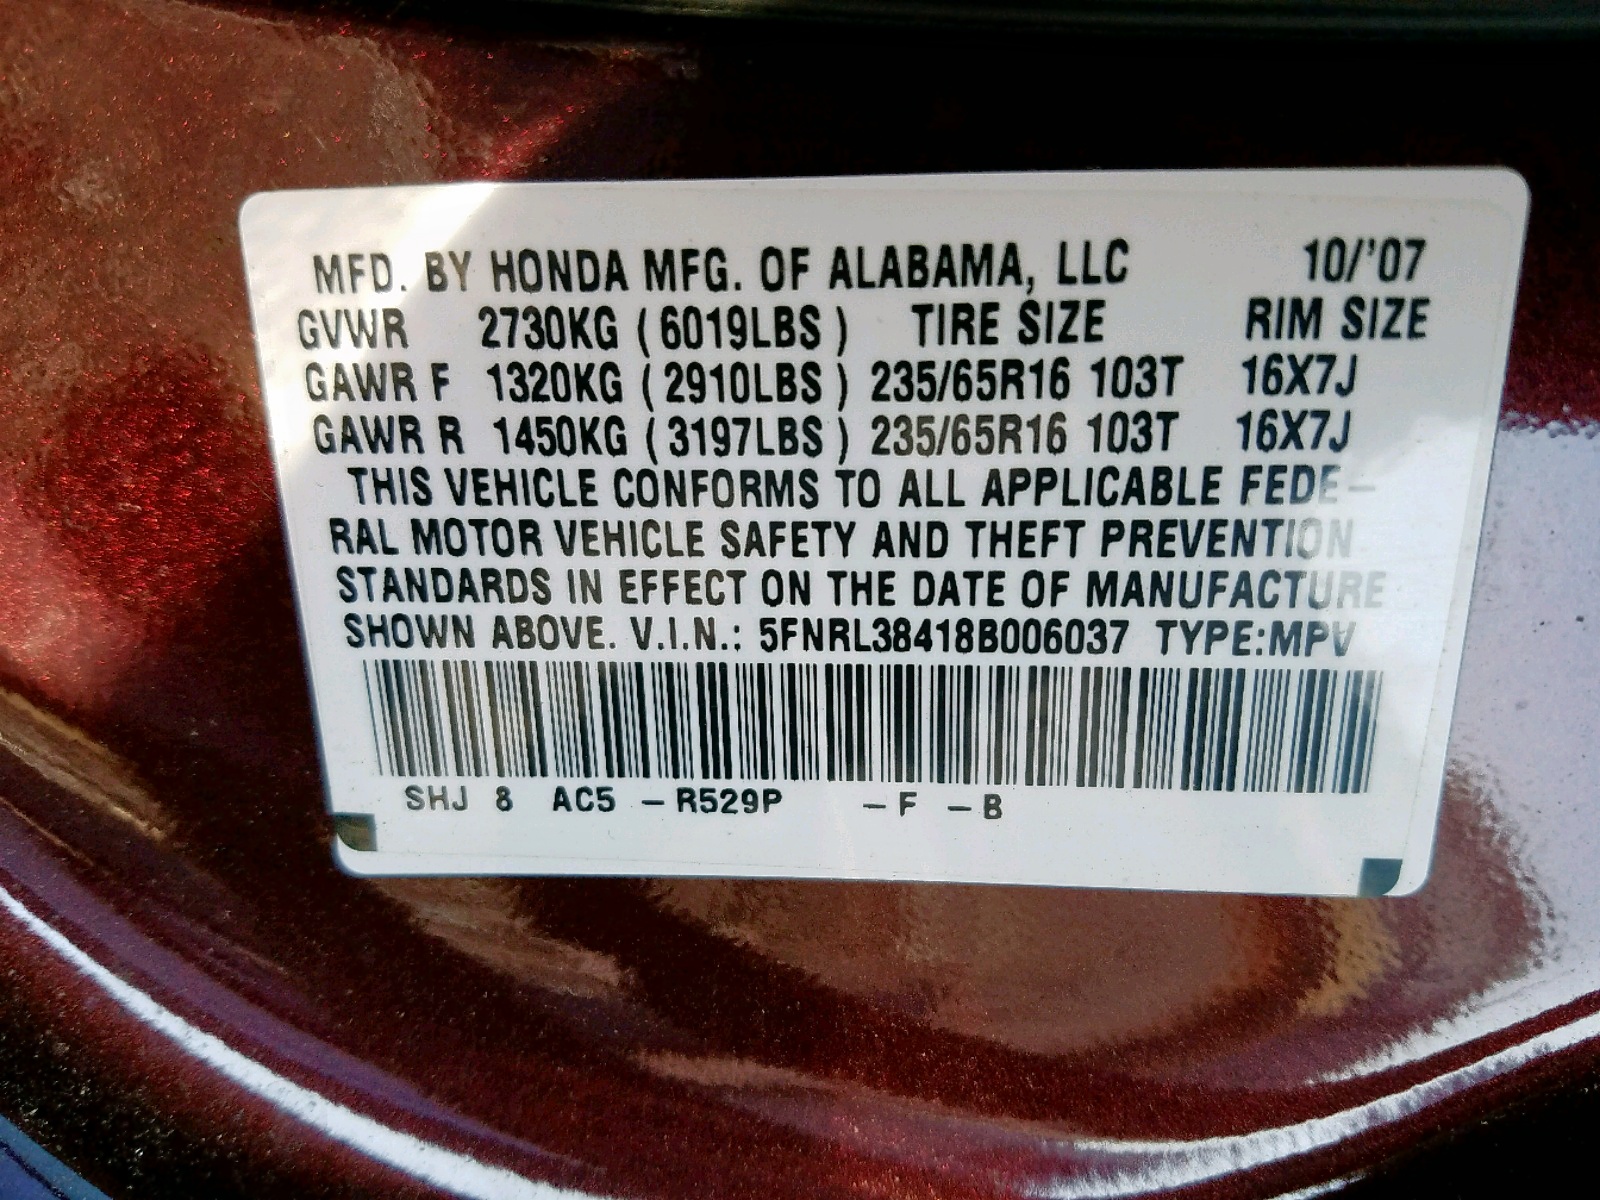 MFD. BY HONDA MFG. OF ALABAMA, LLC 10/'07
GVWR 2730KG (6019LBS) TIRE SIZE RIM SIZE
GAWR F 1320KG (2910LBS) 235/65R16 103T 16X7J
GAWR R 1450KG (3197LBS) 235/65R16 103T 16X7J
THIS VEHICLE CONFORMS TO ALL APPLICABLE FEDE-
RAL MOTOR VEHICLE SAFETY AND THEFT PREVENTION
STANDARDS IN EFFECT ON THE DATE OF MANUFACTURE
SHOWN ABOVE. V.I.N.: 5FNRL38418B006037 TYPE:MPV
SHJ 8 AC5 -R529P -F -B